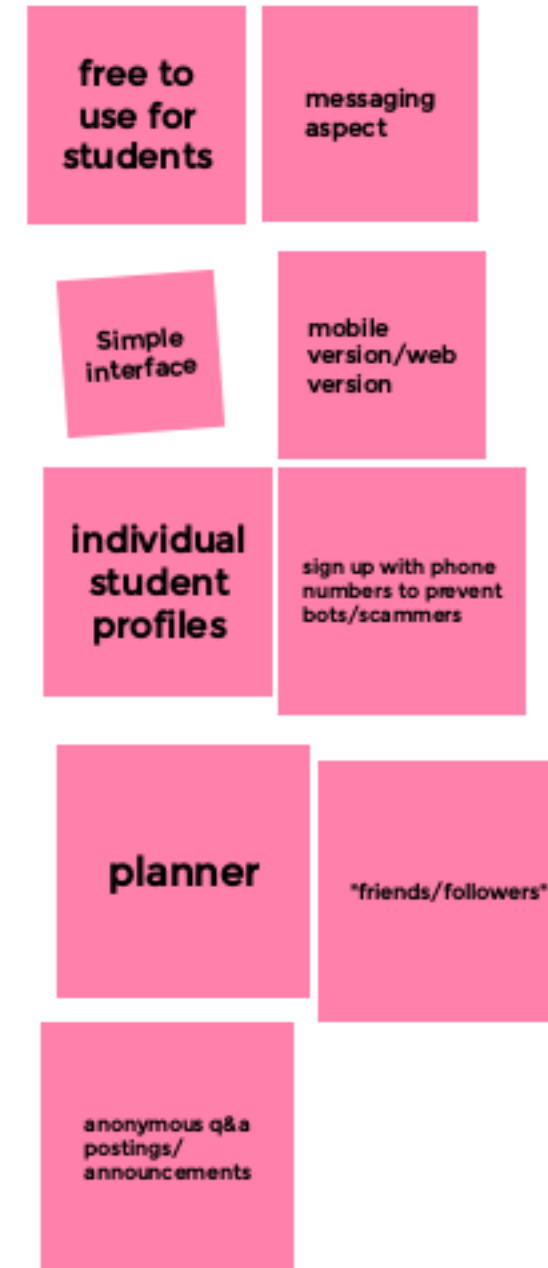 free to
use for
students
messaging
aspect
Simple
interface
mobile
version/web
version
individual
student
profiles
sign up with phone
numbers to prevent
bots/scammers
planner
"friends/followers"
anonymous q&a
postings/
announcements